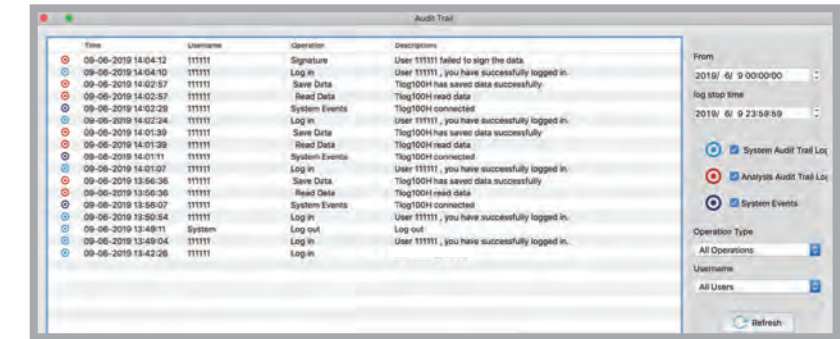 Audit Trail
Time Username Operation Descriptions
09-06-2019 14:04:12 111111 Signature User 111111 failed to sign the data
09-06-2019 14:04:10 111111 Log in User 111111 , you have successfully logged in.
09-06-2019 14:02:57 111111 Save Data Tlog100H has saved data successfully
09-06-2019 14:02:57 111111 Read Data Tlog100H read data
09-06-2019 14:02:29 111111 System Events Tlog100H connected
09-06-2019 14:02:24 111111 Log in User 111111 , you have successfully logged in.
09-06-2019 14:01:39 111111 Save Data Tlog100H has saved data successfully
09-06-2019 14:01:39 111111 Read Data Tlog100H read data
09-06-2019 14:01:11 111111 System Events Tlog100H connected
09-06-2019 14:01:07 111111 Log in User 111111 , you have successfully logged in.
09-06-2019 13:56:36 111111 Save Data Tlog100H has saved data successfully
09-06-2019 13:56:36 111111 Read Data Tlog100H read data
09-06-2019 13:56:07 111111 System Events Tlog100H connected
09-06-2019 13:50:54 111111 Log in User 111111 , you have successfully logged in.
09-06-2019 13:49:11 System Log out Log out
09-06-2019 13:49:04 111111 Log in User 111111 , you have successfully logged in.
09-06-2019 13:42:26 111111 Log in
From
2019/ 6/ 9 00:00:00
log stop time
2019/ 6/ 9 23:59:59
System Audit Trail Log
Analysis Audit Trail Log
System Events
Operation Type
All Operations
Username
All Users
Refresh